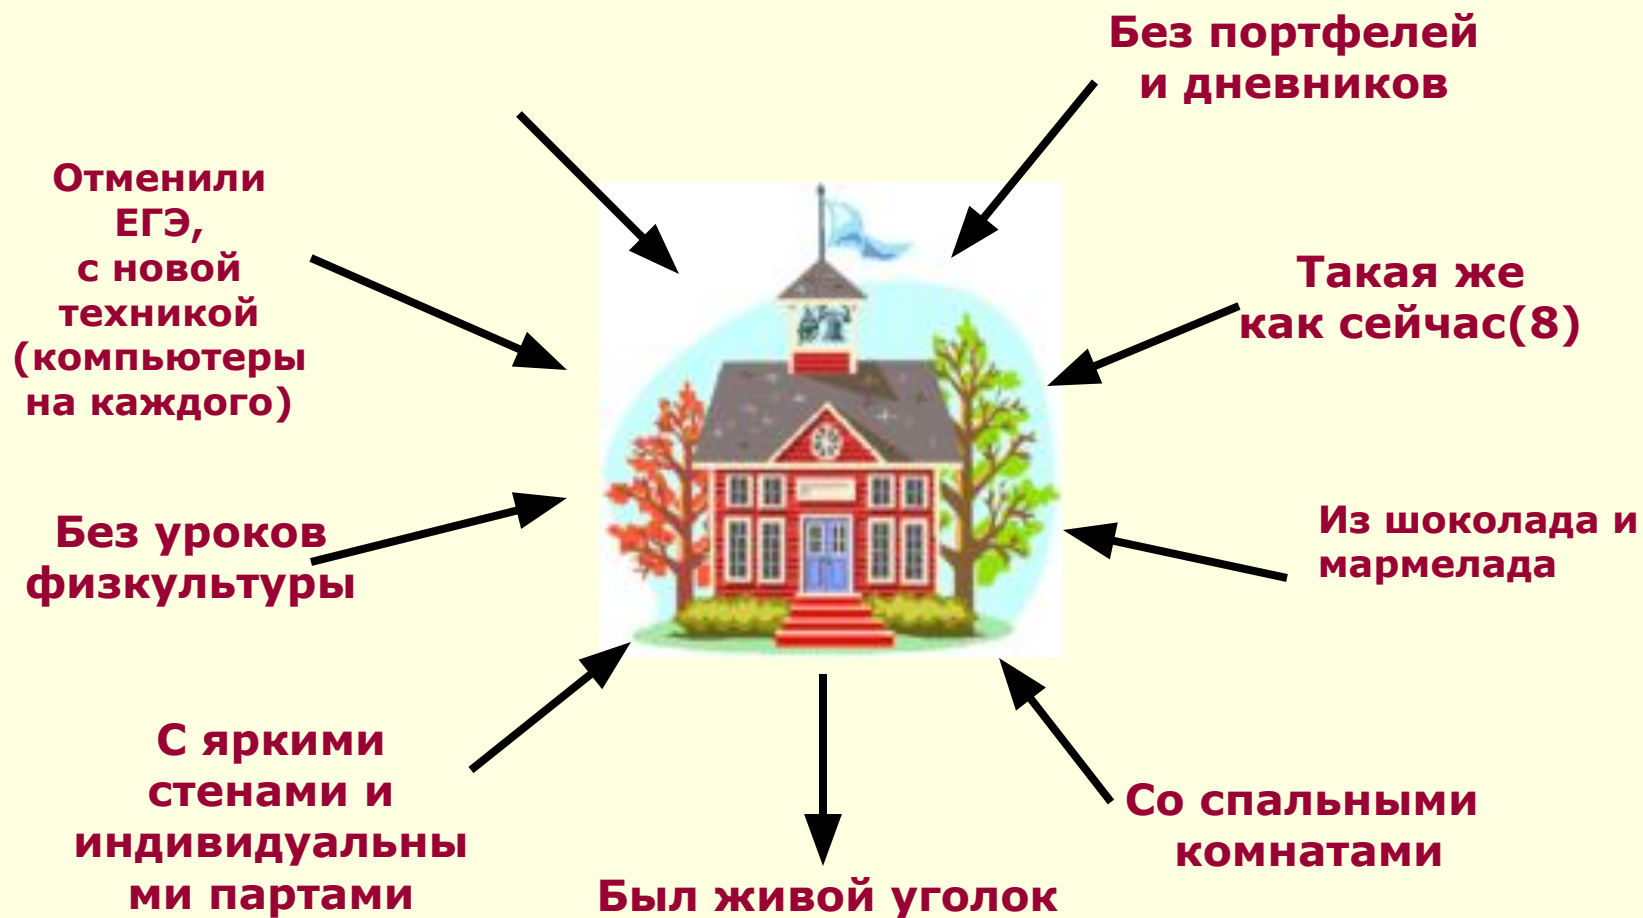 Без портфелей
и дневников
Отменили
ЕГЭ,
с новой
техникой
(компьютеры
на каждого)
Такая же
как сейчас(8)
Без уроков
физкультуры
Из шоколада и
мармелада
С яркими
стенами и
индивидуальны
ми партами
Со спальными
комнатами
Был живой уголок